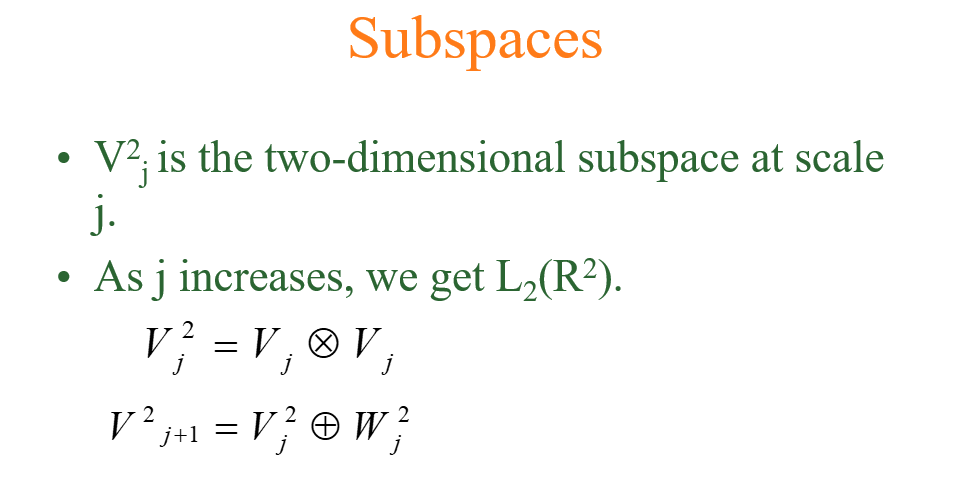 Subspaces
• V²ⱼ is the two-dimensional subspace at scale
j.
• As j increases, we get L₂(R²).
V²ⱼ = Vⱼ ⊗ Vⱼ
V²ⱼ₊₁ = V²ⱼ ⊕ W²ⱼ